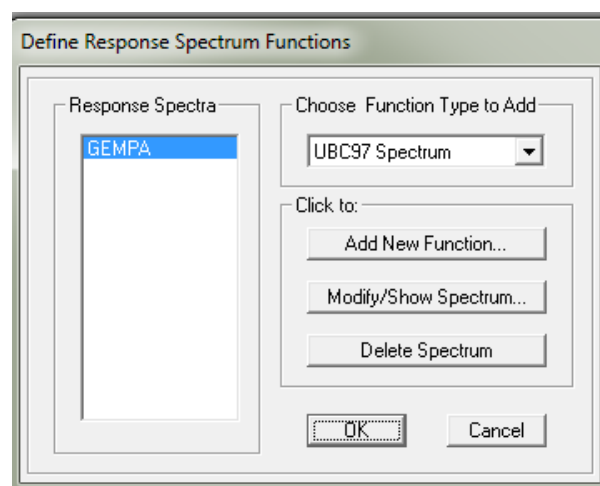 Define Response Spectrum Functions
Response Spectra
GEMPA
Choose Function Type to Add
UBC97 Spectrum
Click to:
Add New Function...
Modify/Show Spectrum...
Delete Spectrum
OK
Cancel